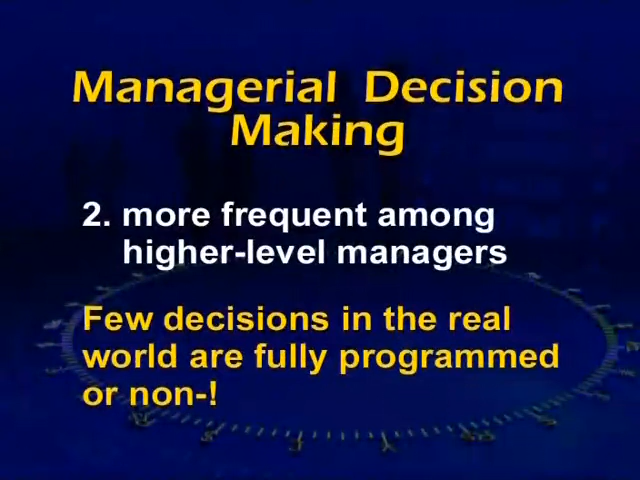 Managerial Decision
Making
2. more frequent among
higher-level managers
Few decisions in the real
world are fully programmed
or non-!